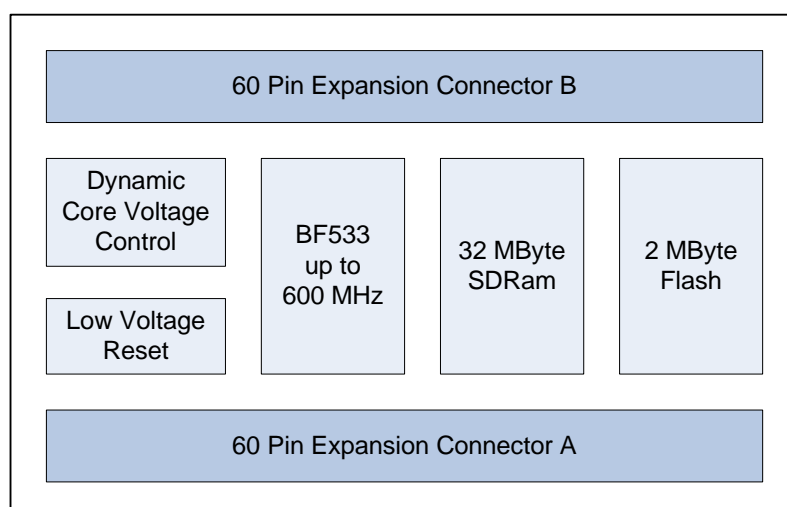 60 Pin Expansion Connector B
Dynamic
Core Voltage
Control
Low Voltage
Reset
BF533
up to
600 MHz
32 MByte
SDRam
2 MByte
Flash
60 Pin Expansion Connector A